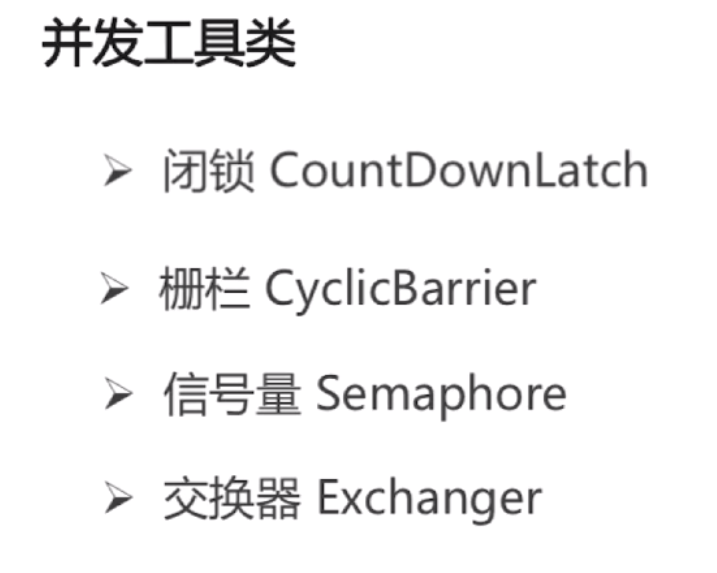 并发工具类
➢ 闭锁 CountDownLatch
➢ 栅栏 CyclicBarrier
➢ 信号量 Semaphore
➢ 交换器 Exchanger